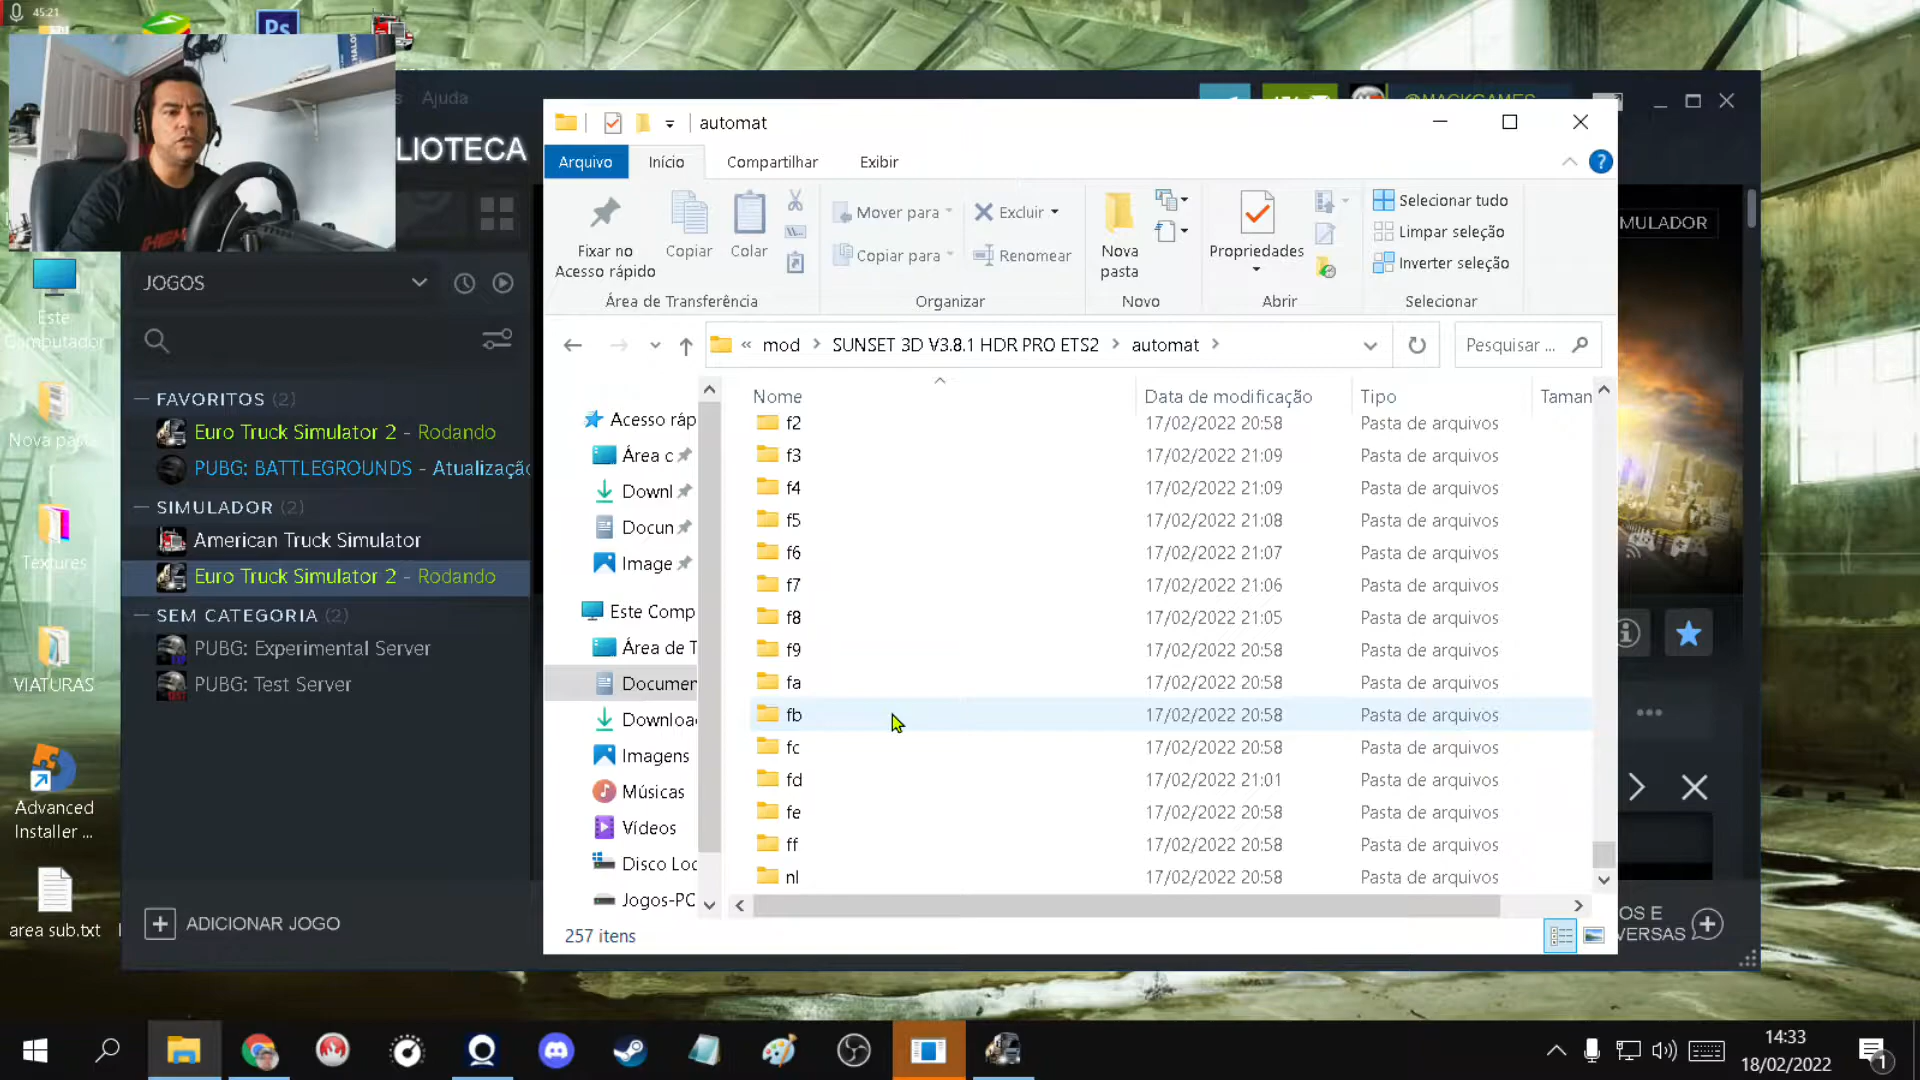 45:21
Ps
Ajuda
@MACKGAMES
LIOTECA
automat
Arquivo
Início
Compartilhar
Exibir
?
Fixar no
Acesso rápido
Copiar
Colar
Mover para
Copiar para
Excluir
Renomear
Nova
pasta
Propriedades
Selecionar tudo
Limpar seleção
Inverter seleção
Área de Transferência
Organizar
Novo
Abrir
Selecionar
« mod > SUNSET 3D V3.8.1 HDR PRO ETS2 > automat >
Pesquisar ...
Nome
Data de modificação
Tipo
Taman
f2 17/02/2022 20:58 Pasta de arquivos
f3 17/02/2022 21:09 Pasta de arquivos
f4 17/02/2022 21:09 Pasta de arquivos
f5 17/02/2022 21:08 Pasta de arquivos
f6 17/02/2022 21:07 Pasta de arquivos
f7 17/02/2022 21:06 Pasta de arquivos
f8 17/02/2022 21:05 Pasta de arquivos
f9 17/02/2022 20:58 Pasta de arquivos
fa 17/02/2022 20:58 Pasta de arquivos
fb 17/02/2022 20:58 Pasta de arquivos
fc 17/02/2022 20:58 Pasta de arquivos
fd 17/02/2022 21:01 Pasta de arquivos
fe 17/02/2022 20:58 Pasta de arquivos
ff 17/02/2022 20:58 Pasta de arquivos
nl 17/02/2022 20:58 Pasta de arquivos
257 itens
Acesso ráp
Área c
Downl
Docun
Image
Este Comp
Área de T
Documer
Downloa
Imagens
Músicas
Vídeos
Disco Loc
Jogos-PC
JOGOS
FAVORITOS (2)
Euro Truck Simulator 2 - Rodando
PUBG: BATTLEGROUNDS - Atualizaçã
SIMULADOR (2)
American Truck Simulator
Euro Truck Simulator 2 - Rodando
SEM CATEGORIA (2)
PUBG: Experimental Server
PUBG: Test Server
ADICIONAR JOGO
MULADOR
OS E
VERSAS
Este
Computador
Nova pas
Textures
VIATURAS
Advanced
Installer ...
area sub.txt
14:33
18/02/2022
1